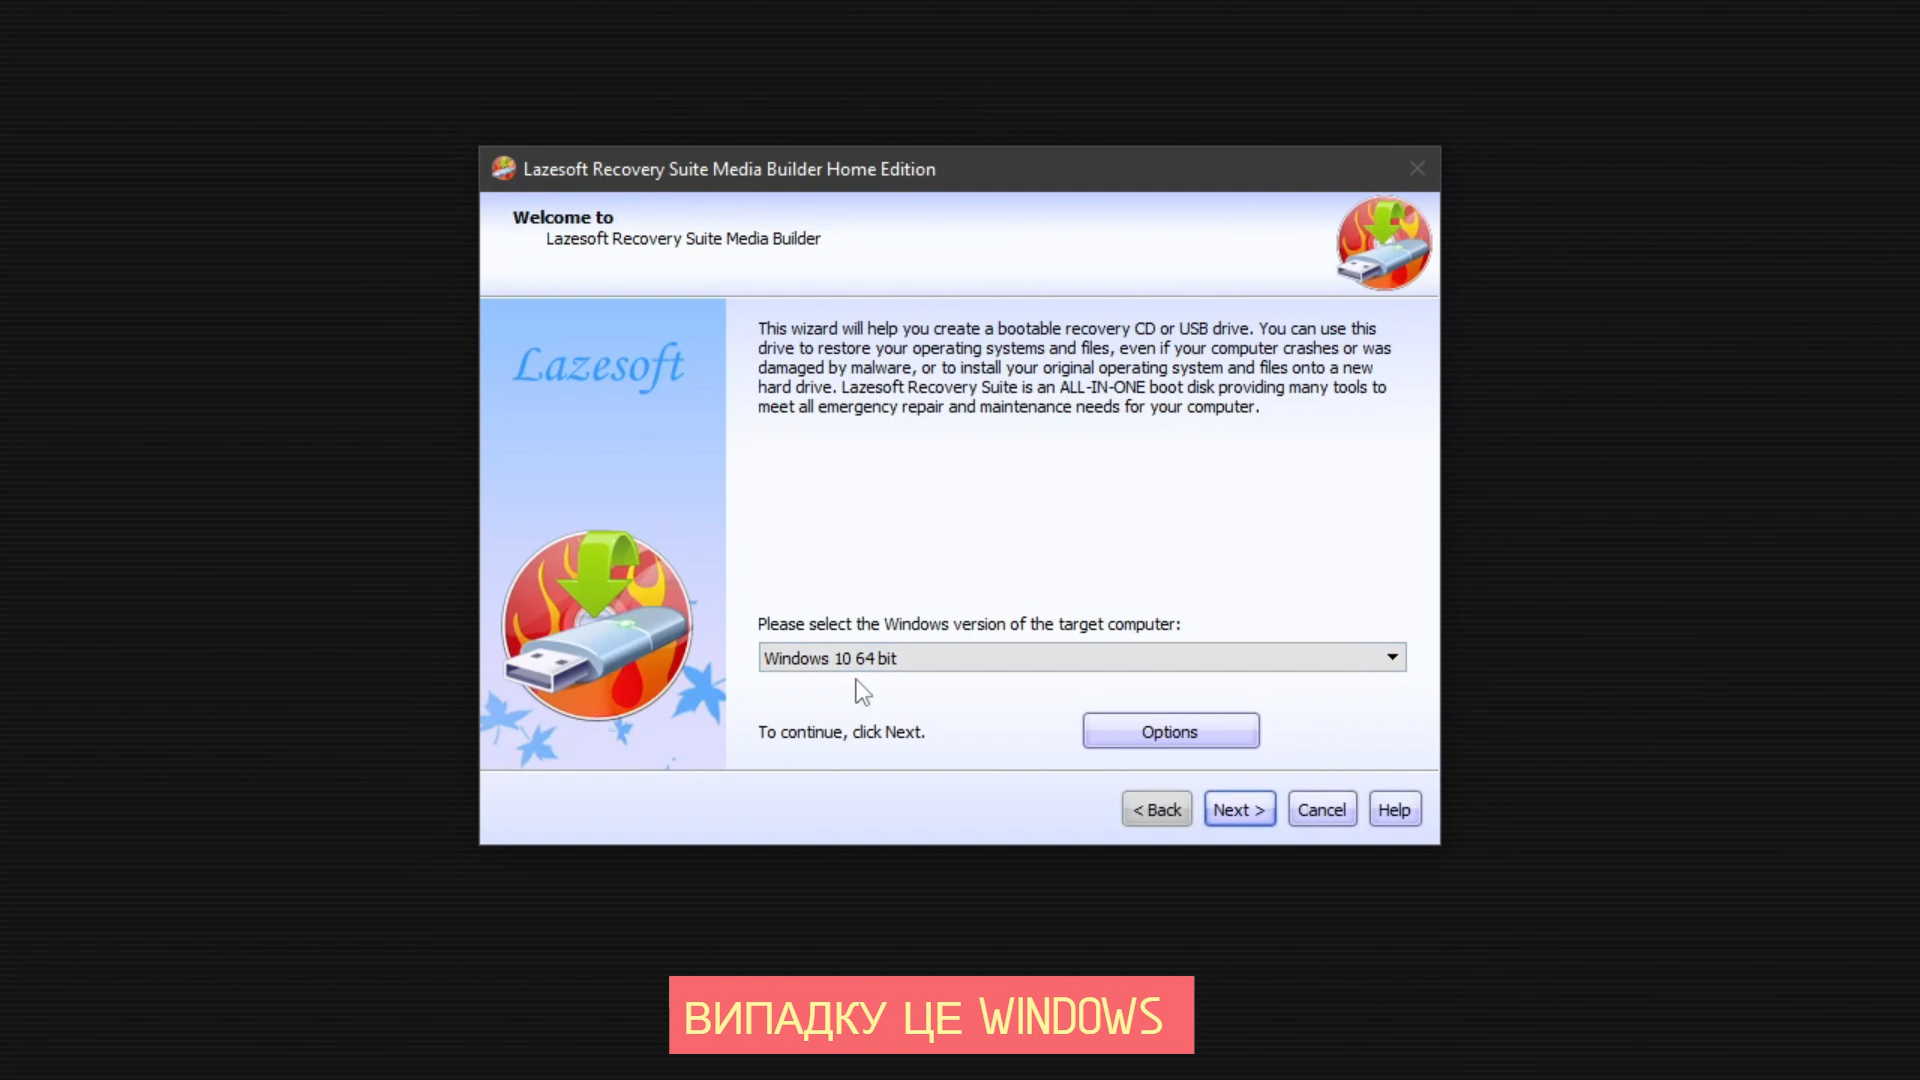 Lazesoft Recovery Suite Media Builder Home Edition
Welcome to
Lazesoft Recovery Suite Media Builder
Lazesoft
This wizard will help you create a bootable recovery CD or USB drive. You can use this
drive to restore your operating systems and files, even if your computer crashes or was
damaged by malware, or to install your original operating system and files onto a new
hard drive. Lazesoft Recovery Suite is an ALL-IN-ONE boot disk providing many tools to
meet all emergency repair and maintenance needs for your computer.
Please select the Windows version of the target computer:
Windows 10 64 bit
To continue, click Next.
Options
< Back
Next >
Cancel
Help
ВИПАДКУ ЦЕ WINDOWS